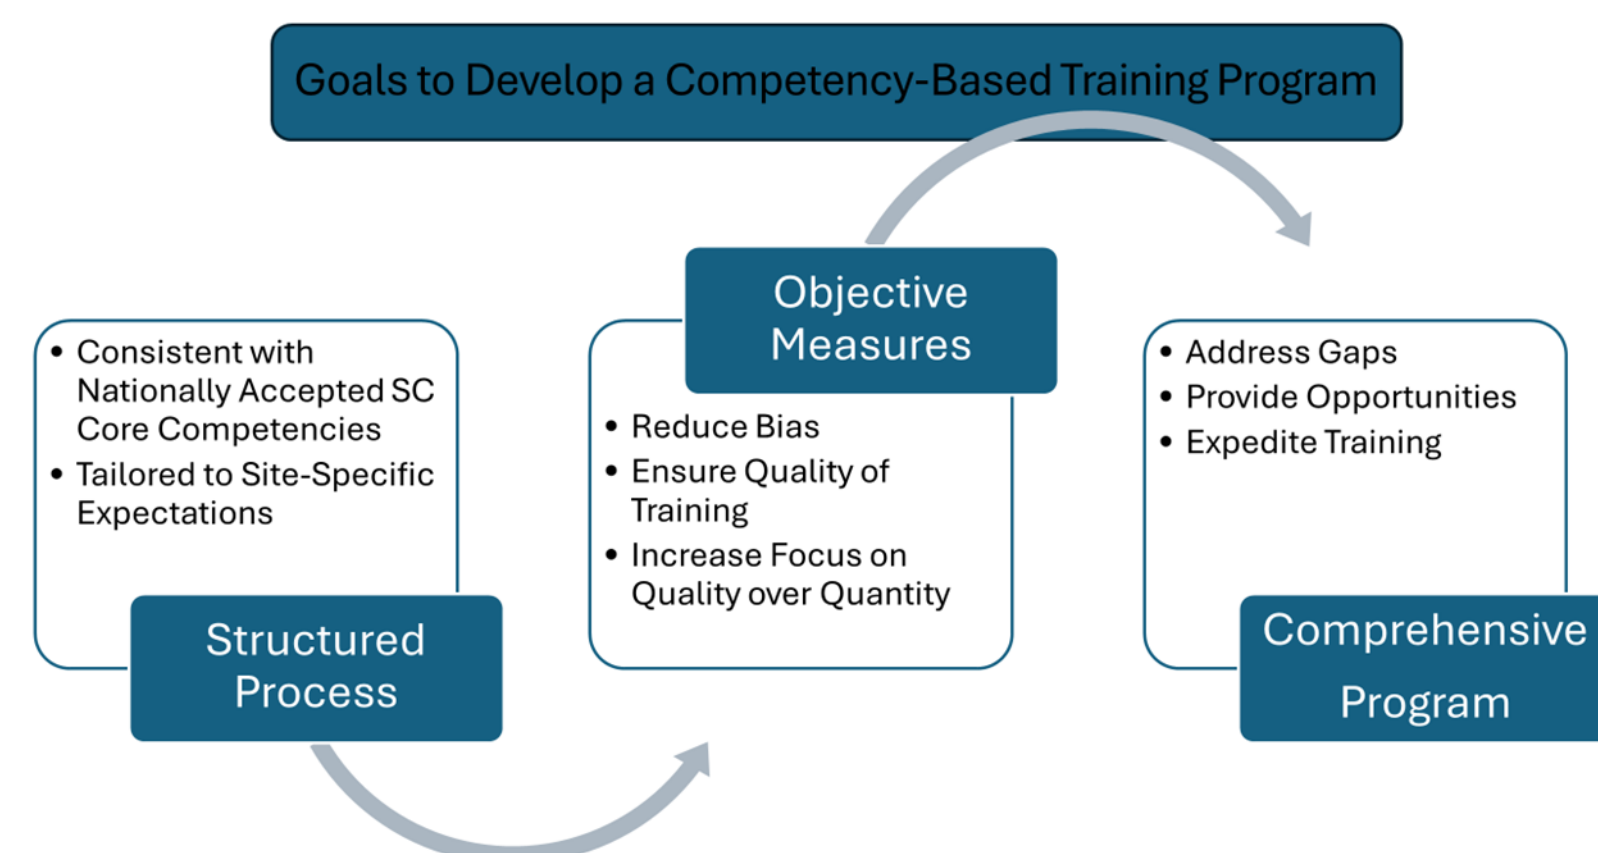 Goals to Develop a Competency-Based Training Program
• Consistent with
Nationally Accepted SC
Core Competencies
• Tailored to Site-Specific
Expectations
Structured
Process
Objective
Measures
• Reduce Bias
• Ensure Quality of
Training
• Increase Focus on
Quality over Quantity
• Address Gaps
• Provide Opportunities
• Expedite Training
Comprehensive
Program